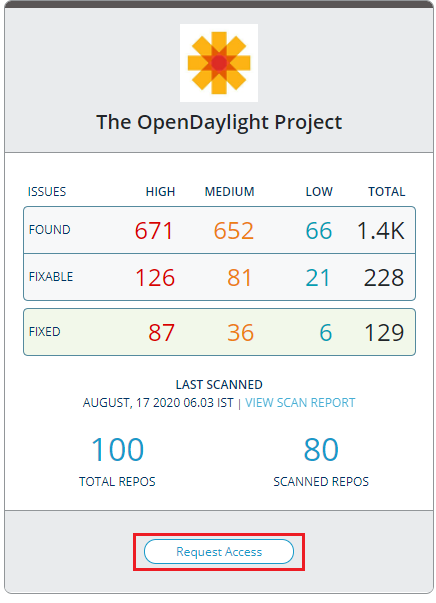 The OpenDaylight Project
ISSUES HIGH MEDIUM LOW TOTAL
FOUND 671 652 66 1.4K
FIXABLE 126 81 21 228
FIXED 87 36 6 129
LAST SCANNED
AUGUST, 17 2020 06.03 IST | VIEW SCAN REPORT
100 80
TOTAL REPOS SCANNED REPOS
Request Access